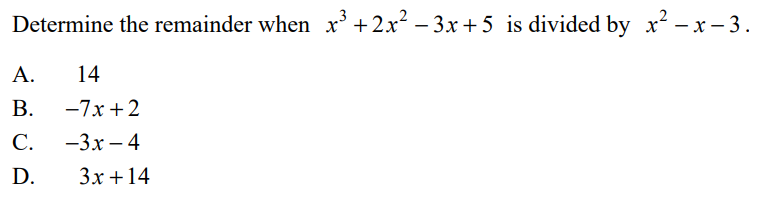 Determine the remainder when x³ + 2x² − 3x + 5 is divided by x² − x − 3.
A. 14
B. −7x + 2
C. −3x − 4
D. 3x + 14